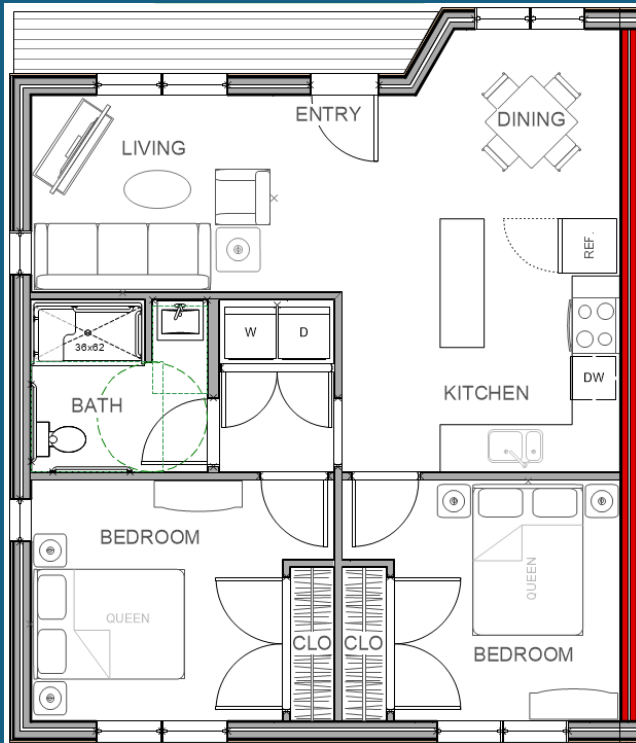 ENTRY
DINING
LIVING
REF.
W
D
36x62
DW
KITCHEN
BATH
BEDROOM
QUEEN
QUEEN
CLO
CLO
BEDROOM